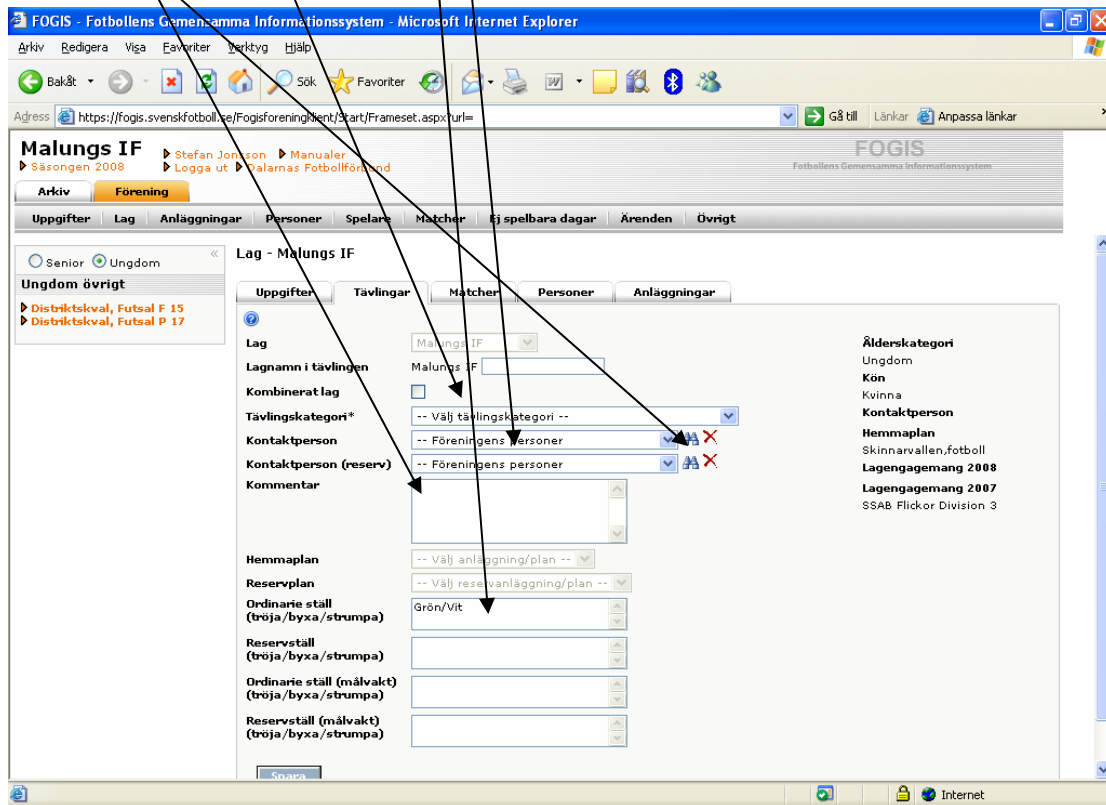 FOGIS - Fotbollens Gemensamma Informationssystem - Microsoft Internet Explorer
Arkiv Redigera Visa Favoriter Verktyg Hjälp
Bakåt Sök Favoriter
Adress https://fogis.svenskfotboll.se/Fogisforeningklient/Start/Frameset.aspx?url= Gå till Länkar Anpassa länkar
Malungs IF Stefan Jonsson Manualer FOGIS
Säsongen 2008 Logga ut Dalarnas Fotbollförbund Fotbollens Gemensamma Informationssystem
Arkiv Förening
Uppgifter Lag Anläggningar Personer Spelare Matcher Ej spelbara dagar Ärenden Övrigt
Senior Ungdom «
Ungdom övrigt
Distriktskval, Futsal F 15
Distriktskval, Futsal P 17
Lag - Malungs IF
Uppgifter Tävlingar Matcher Personer Anläggningar
Lag Malungs IF
Lagnamn i tävlingen Malungs IF
Kombinerat lag
Tävlingskategori* -- Välj tävlingskategori --
Kontaktperson -- Föreningens personer
Kontaktperson (reserv) -- Föreningens personer
Kommentar
Hemmaplan -- Välj anläggning/plan --
Reservplan -- Välj reservanläggning/plan --
Ordinarie ställ
(tröja/byxa/strumpa) Grön/Vit
Reservställ
(tröja/byxa/strumpa)
Ordinarie ställ (målvakt)
(tröja/byxa/strumpa)
Reservställ (målvakt)
(tröja/byxa/strumpa)
Spara
Ålderskategori
Ungdom
Kön
Kvinna
Kontaktperson
Hemmaplan
Skinnarvallen,fotboll
Lagengagemang 2008
Lagengagemang 2007
SSAB Flickor Division 3
Internet